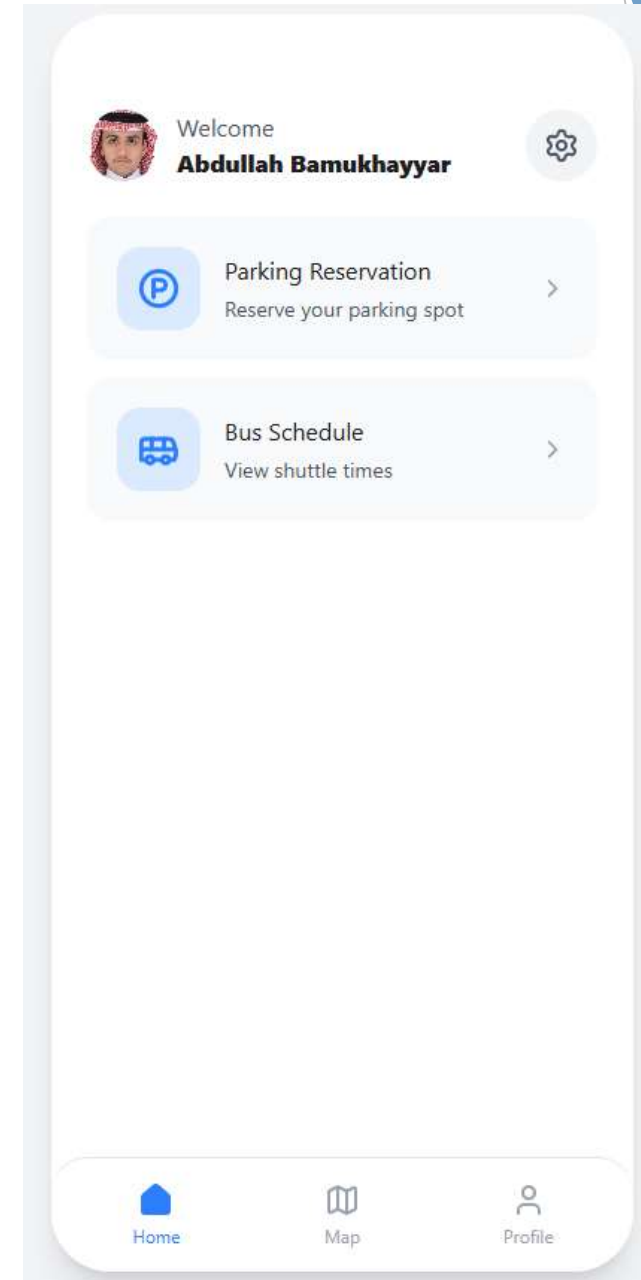 Welcome
Abdullah Bamukhayyar
P
Parking Reservation
Reserve your parking spot
Bus Schedule
View shuttle times
Home
Map
Profile